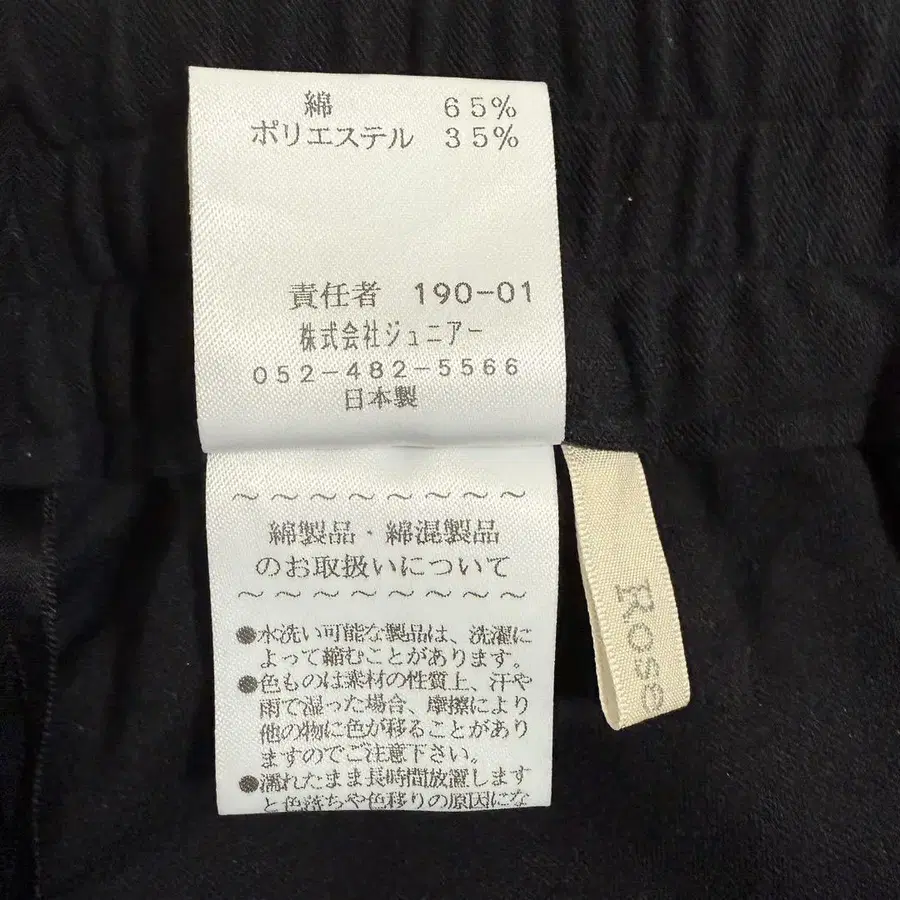 綿 65%
ポリエステル 35%
責任者 190-01
株式会社ジュニアー
052-482-5566
日本製
～～～～～～～～
綿製品・綿混製品
のお取扱いについて
～～～～～～～～
●水洗い可能な製品は、洗濯に
よって縮むことがあります。
●色ものは素材の性質上、汗や
雨で湿った場合、摩擦により
他の物に色が移ることがあり
ますのでご注意下さい。
●濡れたまま長時間放置します
と色落ちや色移りの原因にな
Rose